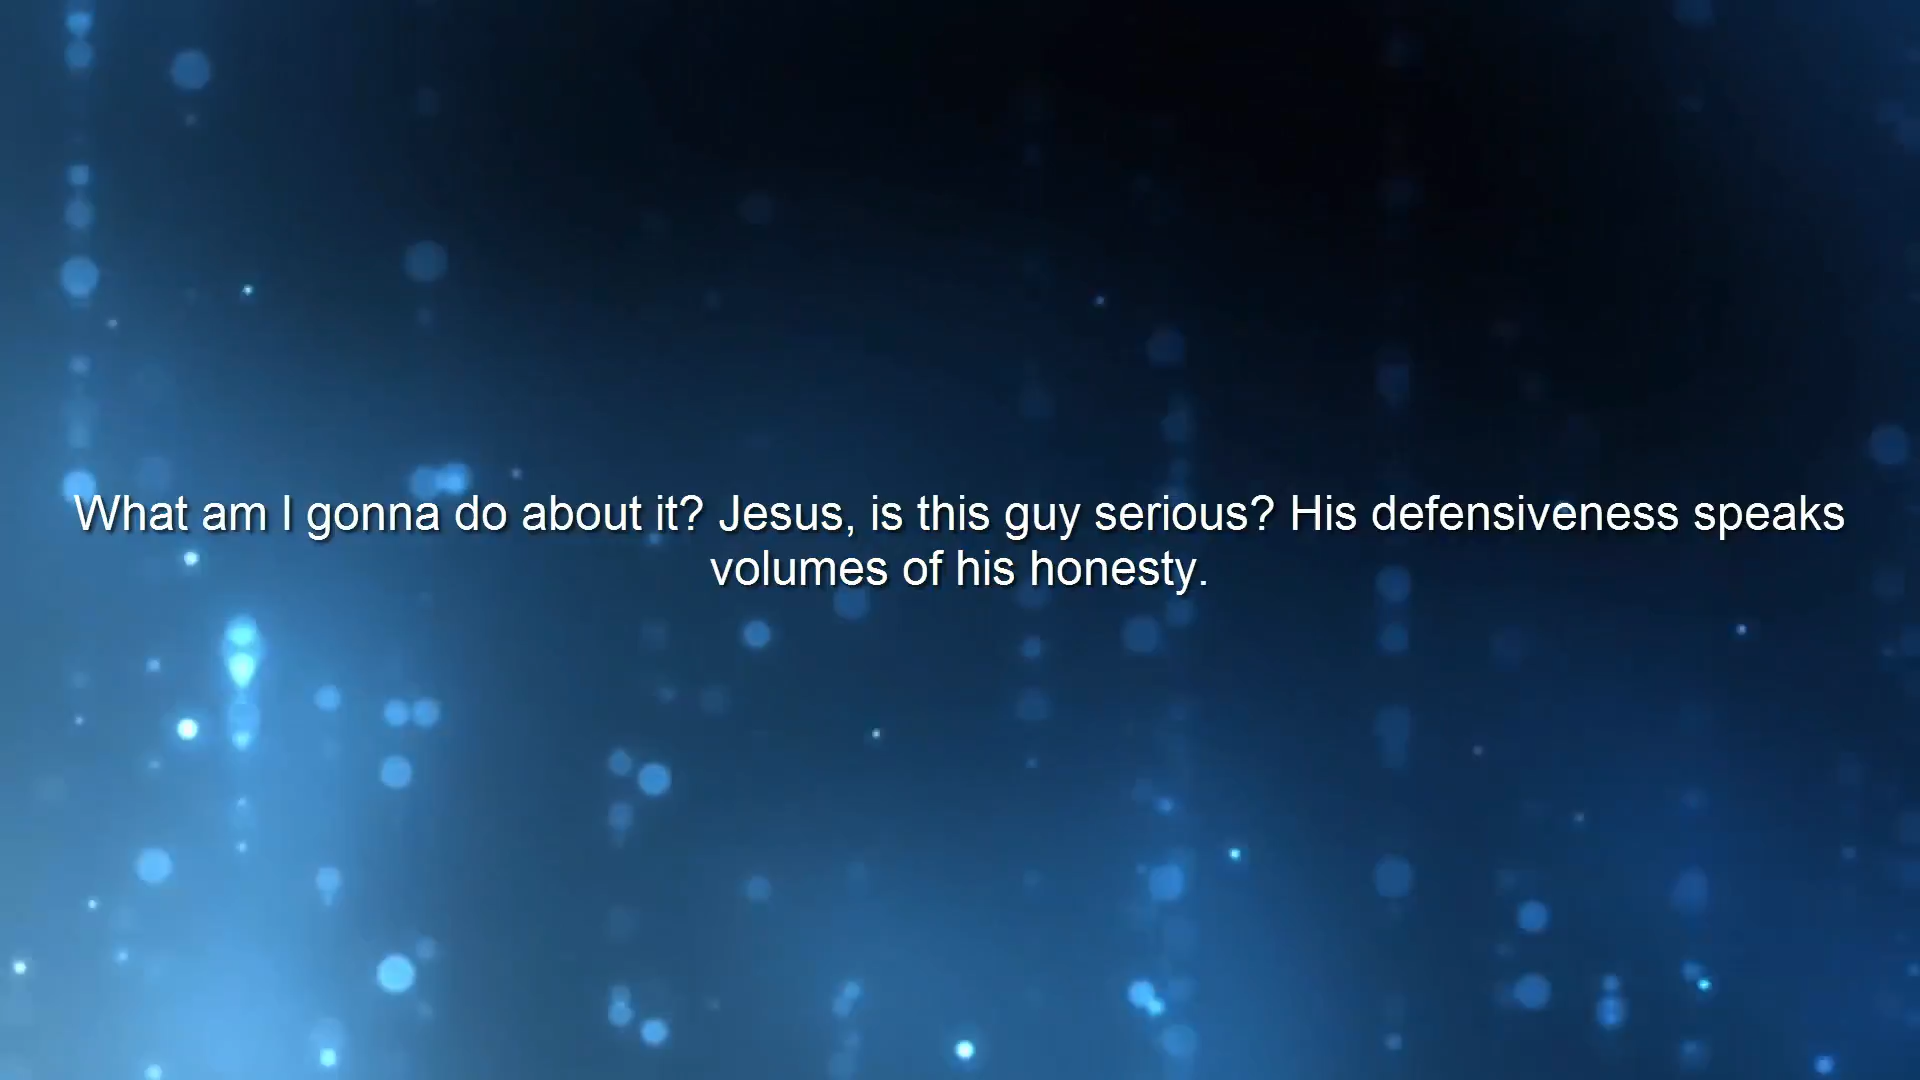 What am I gonna do about it? Jesus, is this guy serious? His defensiveness speaks
volumes of his honesty.